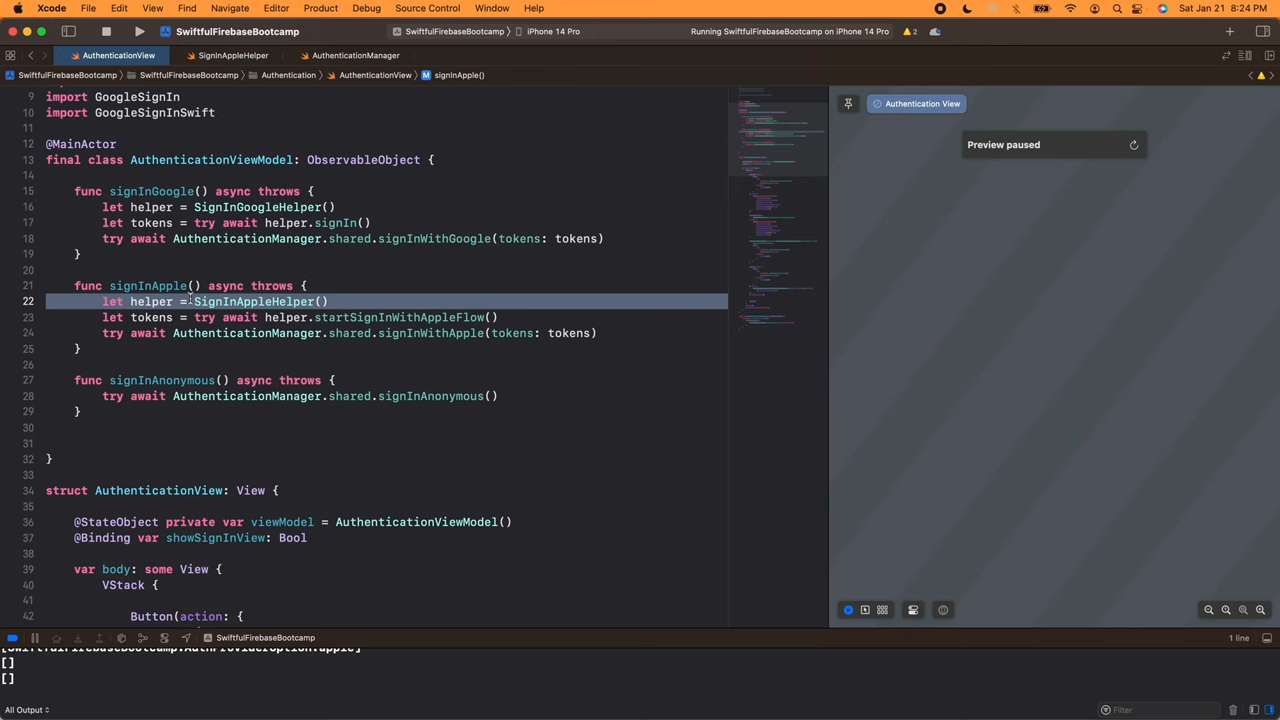 Xcode File Edit View Find Navigate Editor Product Debug Source Control Window Help Sat Jan 21 8:24 PM
SwiftfulFirebaseBootcamp SwiftfulFirebaseBootcamp iPhone 14 Pro Running SwiftfulFirebaseBootcamp on iPhone 14 Pro 2
AuthenticationView SignInAppleHelper AuthenticationManager
SwiftfulFirebaseBootcamp SwiftfulFirebaseBootcamp Authentication AuthenticationView M signInApple()
9 import GoogleSignIn
10 import GoogleSignInSwift
11
12 @MainActor
13 final class AuthenticationViewModel: ObservableObject {
14
15 func signInGoogle() async throws {
16 let helper = SignInGoogleHelper()
17 let tokens = try await helper.signIn()
18 try await AuthenticationManager.shared.signInWithGoogle(tokens: tokens)
19 }
20
21 func signInApple() async throws {
22 let helper = SignInAppleHelper()
23 let tokens = try await helper.startSignInWithAppleFlow()
24 try await AuthenticationManager.shared.signInWithApple(tokens: tokens)
25 }
26
27 func signInAnonymous() async throws {
28 try await AuthenticationManager.shared.signInAnonymous()
29 }
30
31
32 }
33
34 struct AuthenticationView: View {
35
36 @StateObject private var viewModel = AuthenticationViewModel()
37 @Binding var showSignInView: Bool
38
39 var body: some View {
40 VStack {
41
42 Button(action: {
Authentication View
Preview paused
SwiftfulFirebaseBootcamp 1 line
[SwiftfulFirebaseBootcamp.AuthProviderOption.apple]
[]
[]
All Output Filter